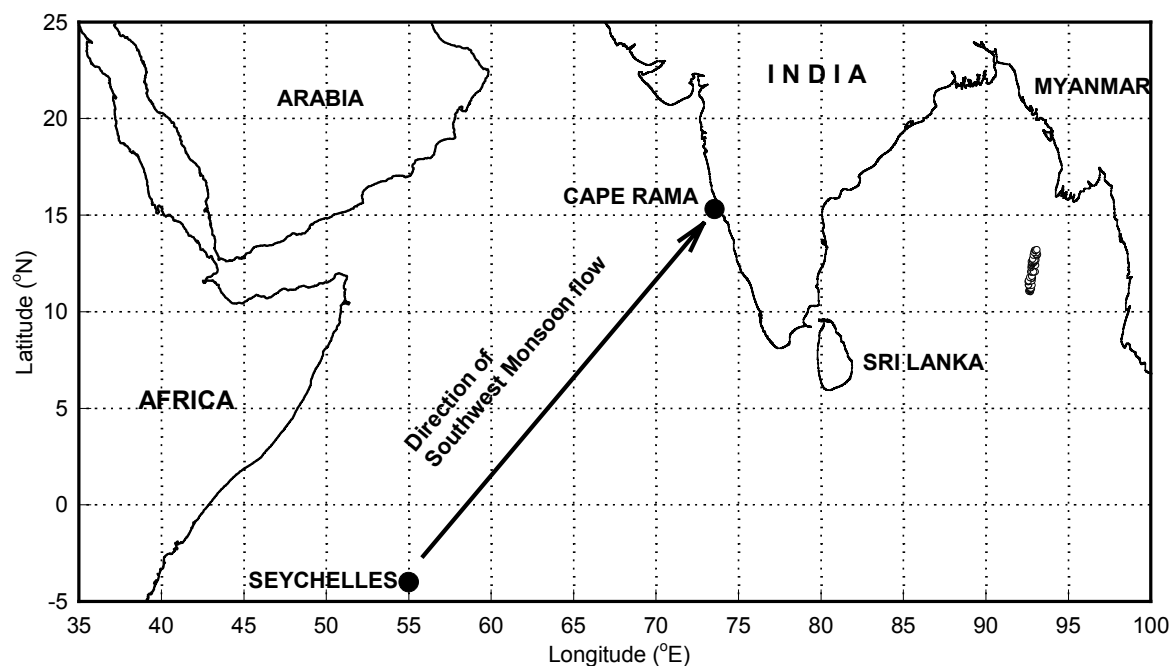 25
20
15
10
5
0
-5
Latitude (°N)
ARABIA
I N D I A
MYANMAR
CAPE RAMA
Direction of
Southwest Monsoon flow
SRI LANKA
AFRICA
SEYCHELLES
35 40 45 50 55 60 65 70 75 80 85 90 95 100
Longitude (°E)